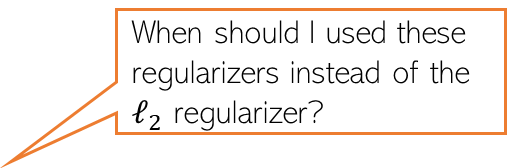 When should I used these
regularizers instead of the
ℓ₂ regularizer?